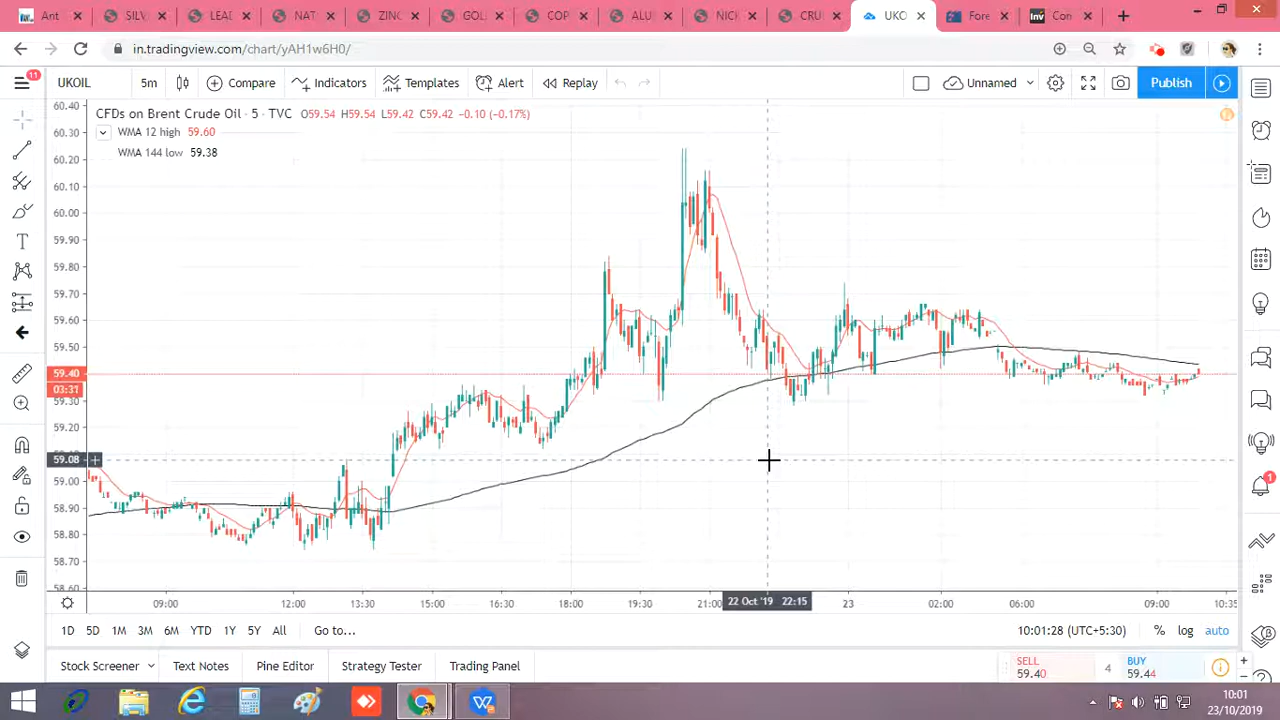 Ant
SILV
LEAD
NAT
ZINC
GOL
COP
ALU
NICK
CRU
UKO
Fore
Inv
Con
in.tradingview.com/chart/yAH1w6H0/
11
UKOIL
5m
Compare
Indicators
Templates
Alert
Replay
Unnamed
Publish
CFDs on Brent Crude Oil · 5 · TVC O59.54 H59.54 L59.42 C59.42 −0.10 (−0.17%)
WMA 12 high 59.60
WMA 144 low 59.38
60.40
60.30
60.20
60.10
60.00
59.90
59.80
59.70
59.60
59.50
59.40
03:31
59.30
59.20
59.08
59.00
58.90
58.80
58.70
58.60
09:00
12:00
13:30
15:00
16:30
18:00
19:30
21:00
22 Oct '19 22:15
23
02:00
06:00
09:00
10:35
1D 5D 1M 3M 6M YTD 1Y 5Y All Go to...
10:01:28 (UTC+5:30)
% log auto
Stock Screener
Text Notes
Pine Editor
Strategy Tester
Trading Panel
SELL
59.40
4
BUY
59.44
1
10:01
23/10/2019